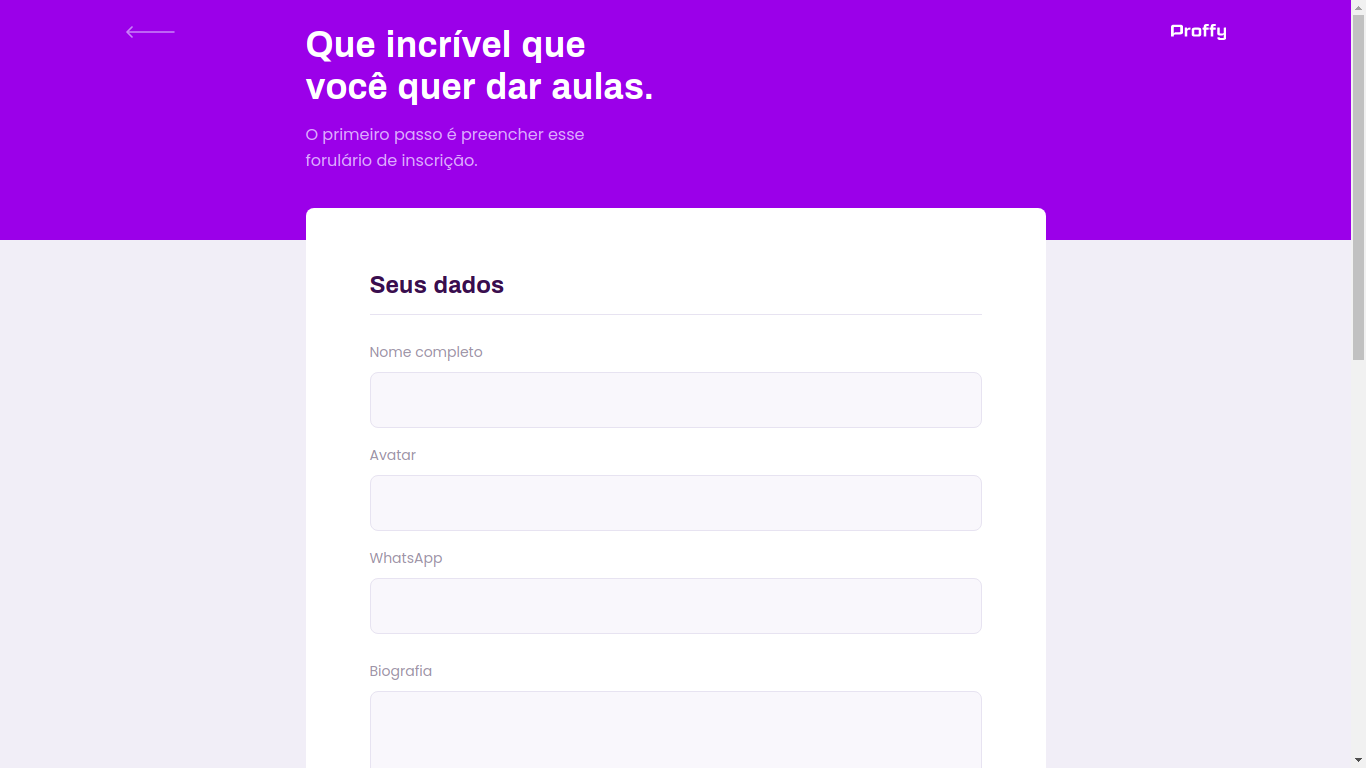 Proffy
Que incrível que
você quer dar aulas.
O primeiro passo é preencher esse
forulário de inscrição.
Seus dados
Nome completo
Avatar
WhatsApp
Biografia